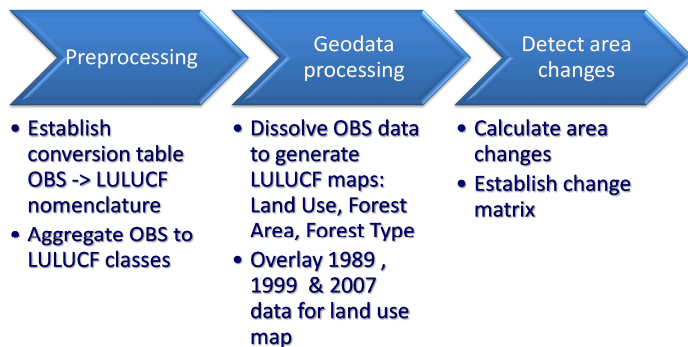 Preprocessing
• Establish
conversion table
OBS -> LULUCF
nomenclature
• Aggregate OBS to
LULUCF classes
Geodata
processing
• Dissolve OBS data
to generate
LULUCF maps:
Land Use, Forest
Area, Forest Type
• Overlay 1989 ,
1999 & 2007
data for land use
map
Detect area
changes
• Calculate area
changes
• Establish change
matrix